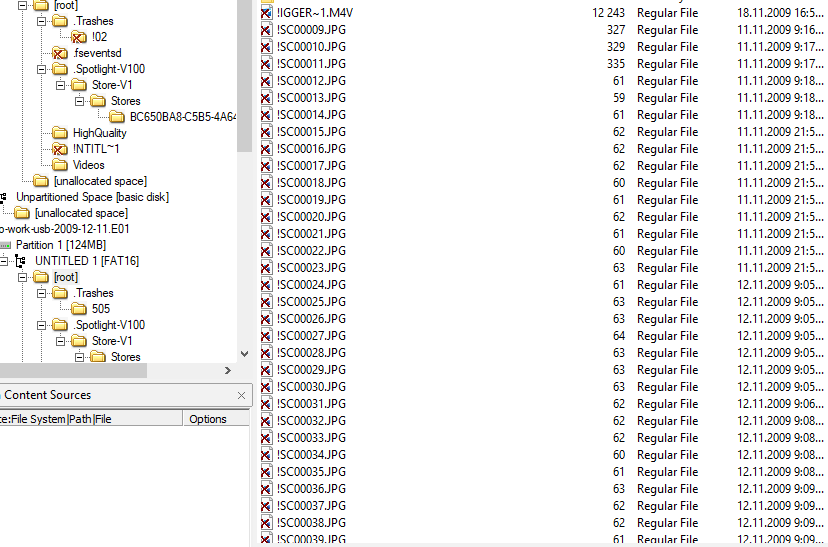 [root]
.Trashes
!02
.fseventsd
.Spotlight-V100
Store-V1
Stores
BC650BA8-C5B5-4A64
HighQuality
!NTITL~1
Videos
[unallocated space]
Unpartitioned Space [basic disk]
[unallocated space]
o-work-usb-2009-12-11.E01
Partition 1 [124MB]
UNTITLED 1 [FAT16]
[root]
.Trashes
505
.Spotlight-V100
Store-V1
Stores
Content Sources
ce:File System|Path|File Options
!IGGER~1.M4V 12 243 Regular File 18.11.2009 16:5...
!SC00009.JPG 327 Regular File 11.11.2009 9:16...
!SC00010.JPG 329 Regular File 11.11.2009 9:17...
!SC00011.JPG 335 Regular File 11.11.2009 9:17...
!SC00012.JPG 61 Regular File 11.11.2009 9:18...
!SC00013.JPG 59 Regular File 11.11.2009 9:18...
!SC00014.JPG 61 Regular File 11.11.2009 9:18...
!SC00015.JPG 62 Regular File 11.11.2009 21:5...
!SC00016.JPG 62 Regular File 11.11.2009 21:5...
!SC00017.JPG 62 Regular File 11.11.2009 21:5...
!SC00018.JPG 60 Regular File 11.11.2009 21:5...
!SC00019.JPG 61 Regular File 11.11.2009 21:5...
!SC00020.JPG 62 Regular File 11.11.2009 21:5...
!SC00021.JPG 61 Regular File 11.11.2009 21:5...
!SC00022.JPG 60 Regular File 11.11.2009 21:5...
!SC00023.JPG 63 Regular File 11.11.2009 21:5...
!SC00024.JPG 61 Regular File 12.11.2009 9:05...
!SC00025.JPG 63 Regular File 12.11.2009 9:05...
!SC00026.JPG 63 Regular File 12.11.2009 9:05...
!SC00027.JPG 64 Regular File 12.11.2009 9:05...
!SC00028.JPG 63 Regular File 12.11.2009 9:05...
!SC00029.JPG 63 Regular File 12.11.2009 9:05...
!SC00030.JPG 63 Regular File 12.11.2009 9:05...
!SC00031.JPG 62 Regular File 12.11.2009 9:06...
!SC00032.JPG 62 Regular File 12.11.2009 9:08...
!SC00033.JPG 62 Regular File 12.11.2009 9:08...
!SC00034.JPG 60 Regular File 12.11.2009 9:08...
!SC00035.JPG 61 Regular File 12.11.2009 9:08...
!SC00036.JPG 63 Regular File 12.11.2009 9:09...
!SC00037.JPG 62 Regular File 12.11.2009 9:09...
!SC00038.JPG 62 Regular File 12.11.2009 9:09...
!SC00039.JPG 61 Regular File 12.11.2009 9:09...